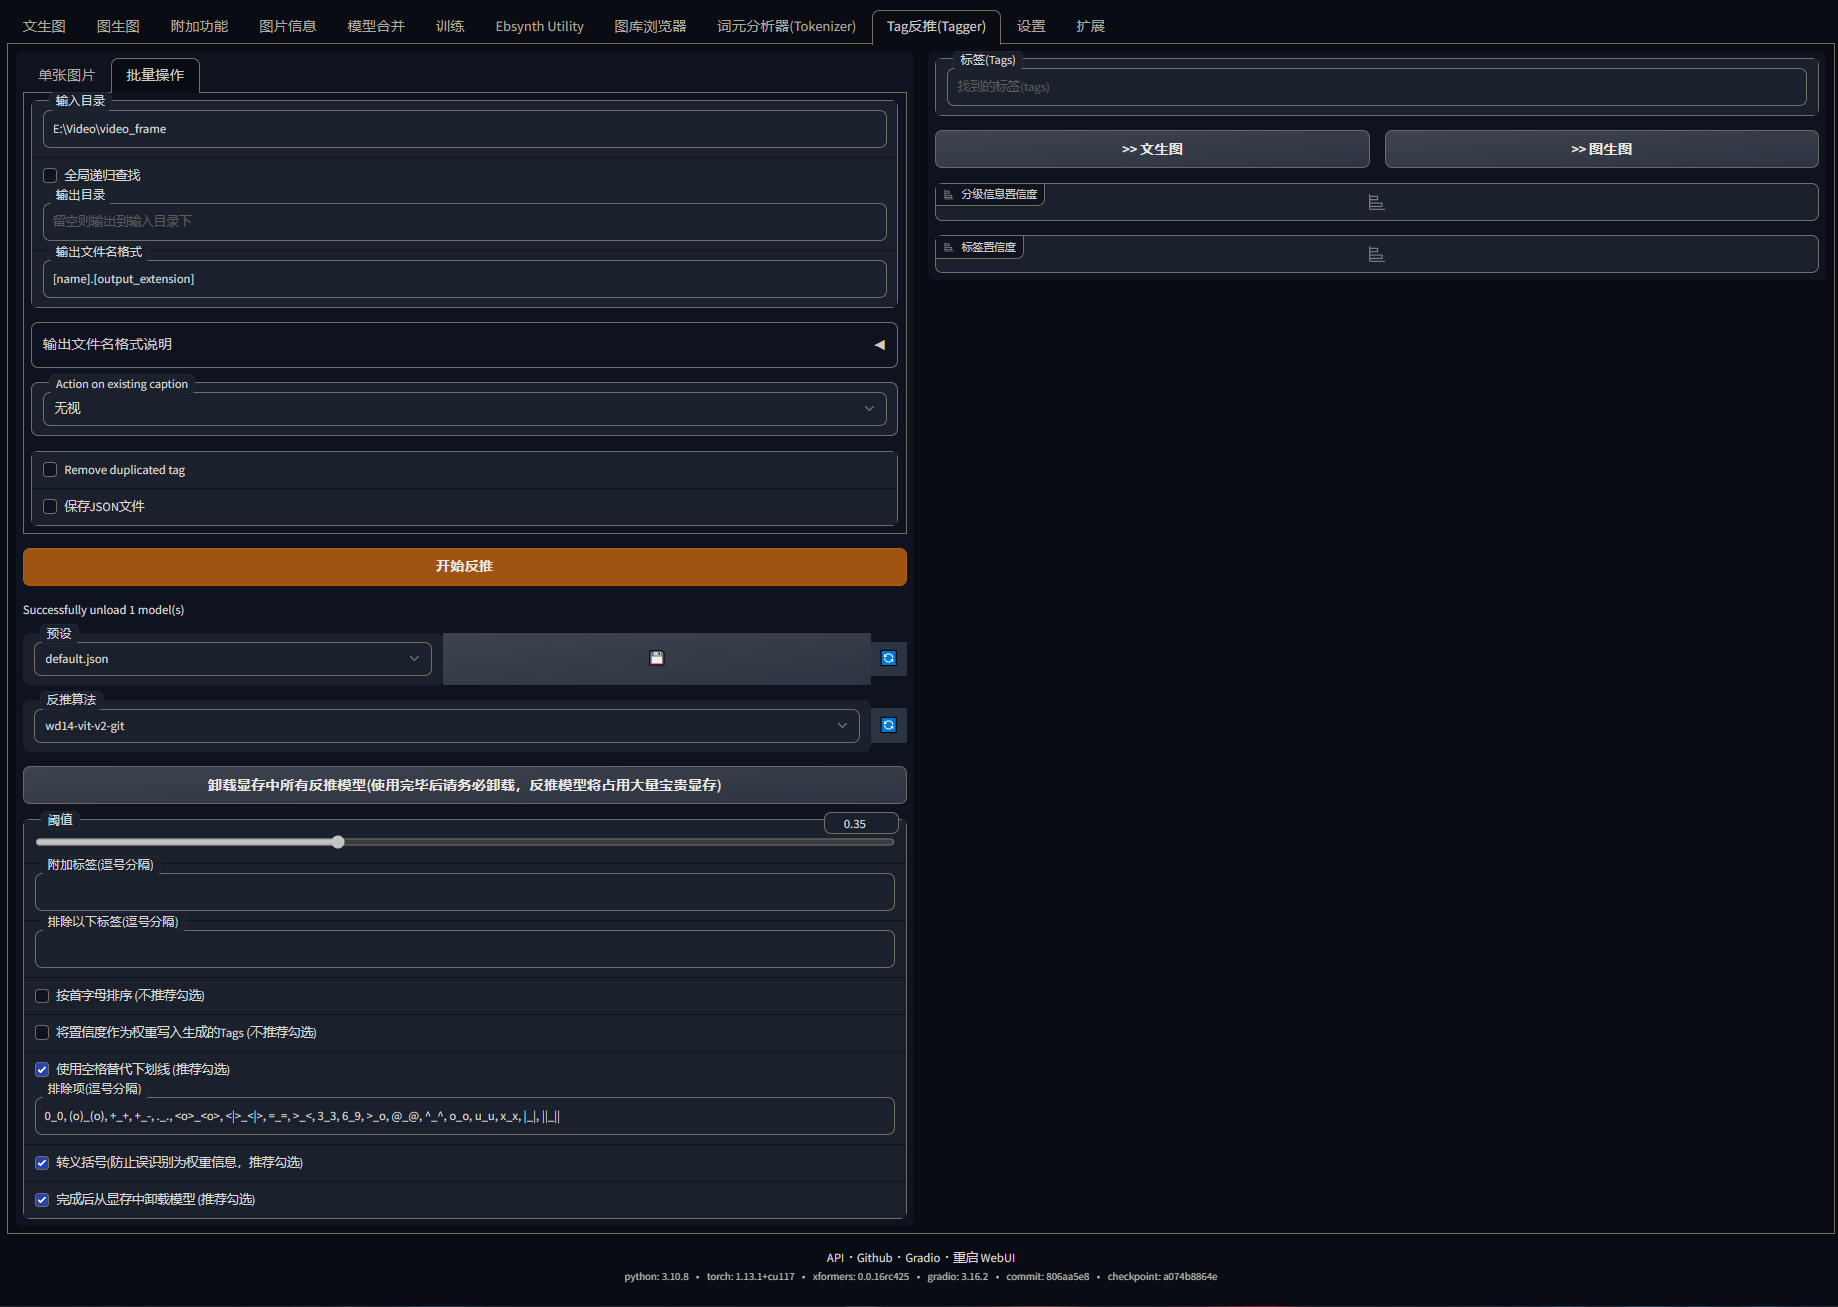 文生图 图生图 附加功能 图片信息 模型合并 训练 Ebsynth Utility 图库浏览器 词元分析器(Tokenizer) Tag反推(Tagger) 设置 扩展
单张图片 批量操作
输入目录
E:\Video\video_frame
全局递归查找
输出目录
留空则输出到输入目录下
输出文件名格式
[name].[output_extension]
输出文件名格式说明
Action on existing caption
无视
Remove duplicated tag
保存JSON文件
开始反推
Successfully unload 1 model(s)
预设
default.json
反推算法
wd14-vit-v2-git
卸载显存中所有反推模型(使用完毕后请务必卸载，反推模型将占用大量宝贵显存)
阈值
0.35
附加标签(逗号分隔)
排除以下标签(逗号分隔)
按首字母排序 (不推荐勾选)
将置信度作为权重写入生成的Tags (不推荐勾选)
使用空格替代下划线 (推荐勾选)
排除项(逗号分隔)
0_0, (o)_(o), +_+, +_-, ._., <o>_<o>, <|>_<|>, =_=, >_<, 3_3, 6_9, >_o, @_@, ^_^, o_o, u_u, x_x, |_|, ||_||
转义括号(防止误识别为权重信息，推荐勾选)
完成后从显存中卸载模型 (推荐勾选)
标签(Tags)
找到的标签(tags)
>> 文生图 >> 图生图
分级信息置信度
标签置信度
API · Github · Gradio · 重启 WebUI
python: 3.10.8 • torch: 1.13.1+cu117 • xformers: 0.0.16rc425 • gradio: 3.16.2 • commit: 806aa5e8 • checkpoint: a074b8864e